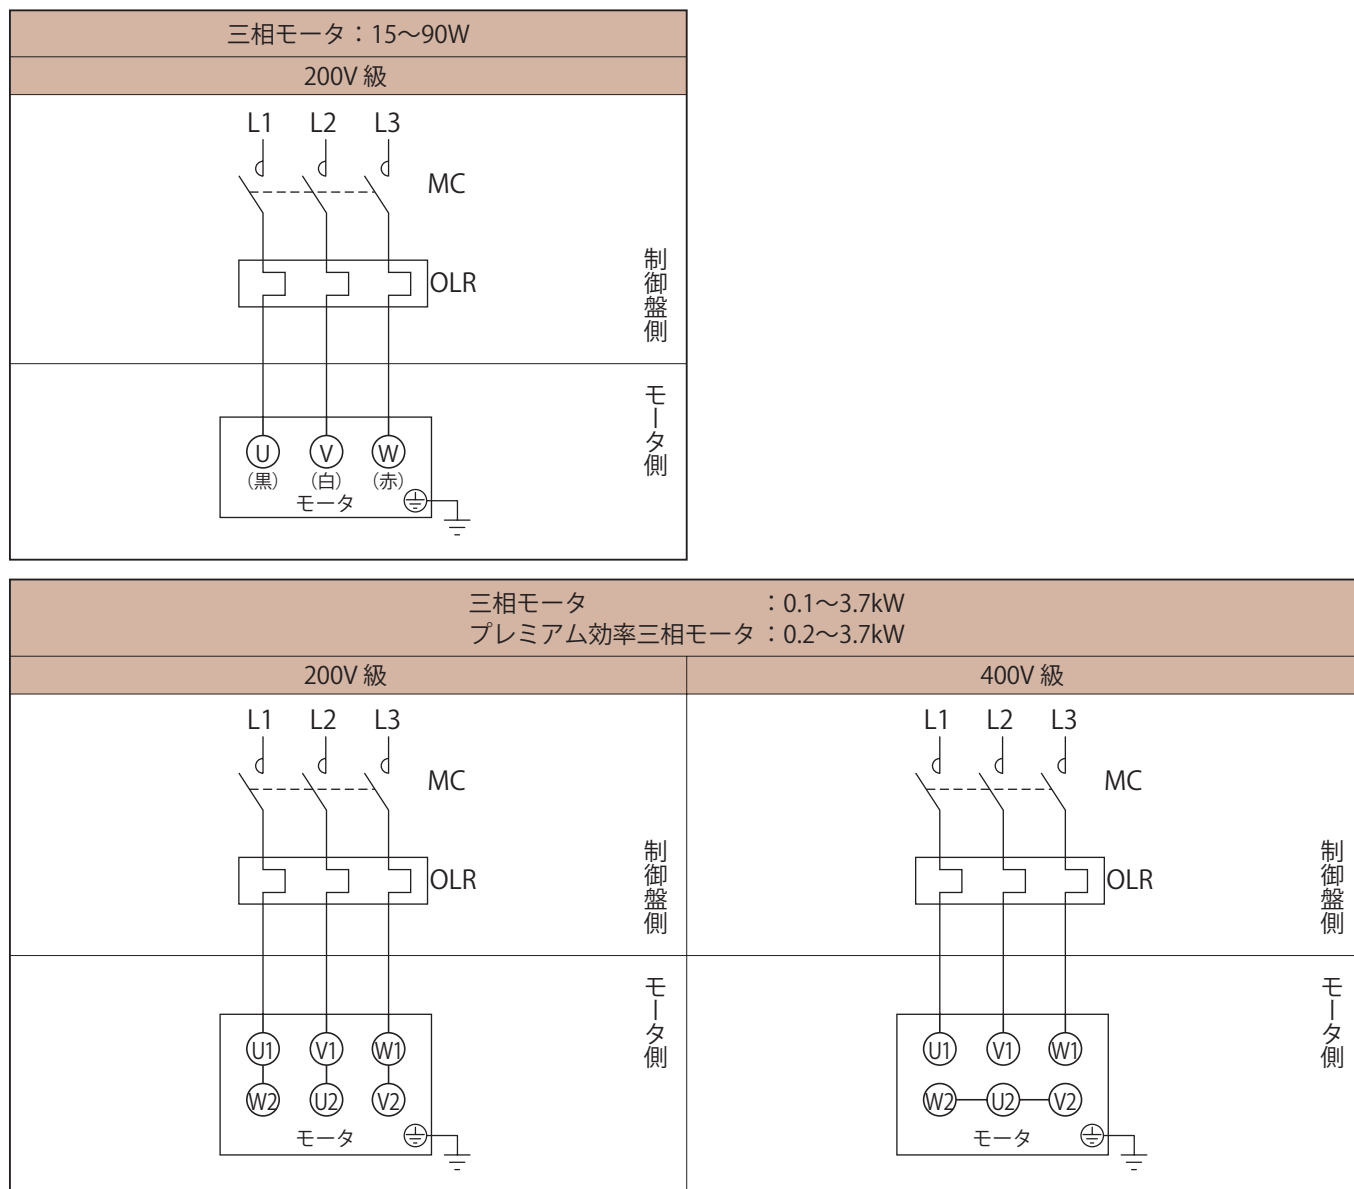 三相モータ：15～90W
200V 級
L1 L2 L3
MC
OLR
制御盤側
モータ側
U V W
(黒) (白) (赤)
モータ
三相モータ ：0.1～3.7kW
プレミアム効率三相モータ：0.2～3.7kW
200V 級
L1 L2 L3
MC
OLR
制御盤側
モータ側
U1 V1 W1
W2 U2 V2
モータ
400V 級
L1 L2 L3
MC
OLR
制御盤側
モータ側
U1 V1 W1
W2 U2 V2
モータ